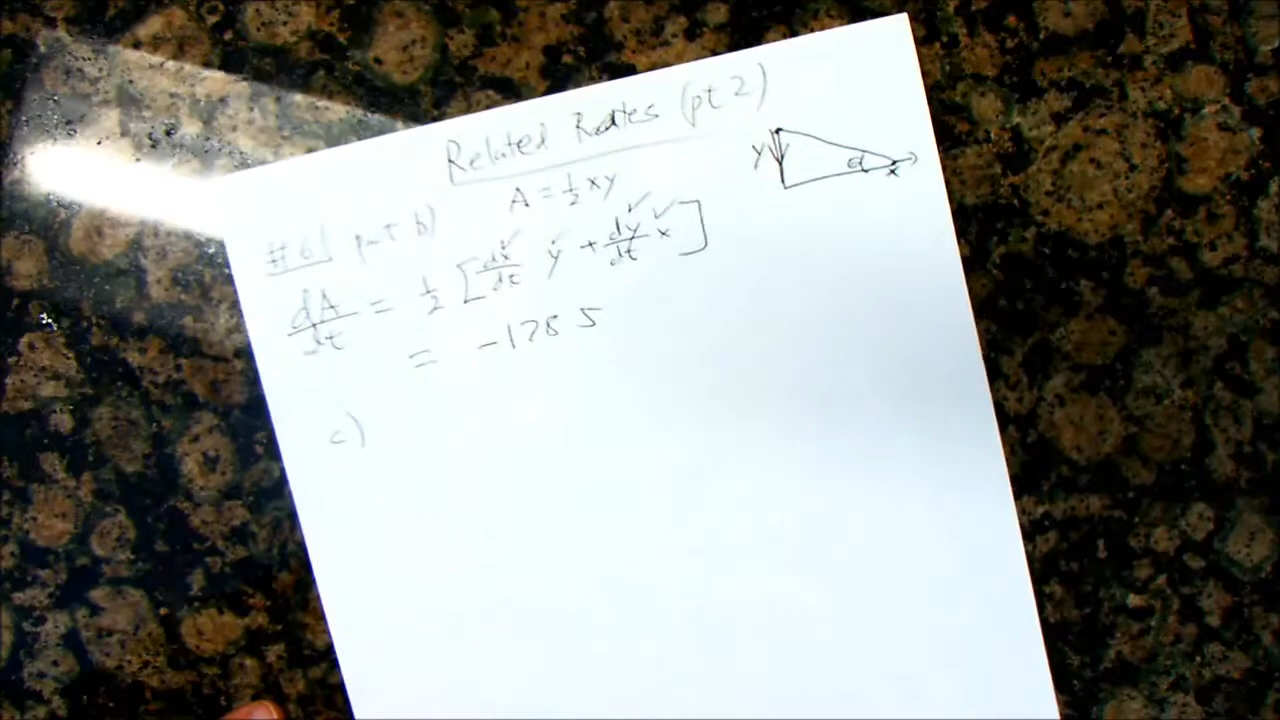 Related Rates (pt 2)
A = 1/2 xy
#6 part b)
dA/dt = 1/2 [dx/dt y + dy/dt x]
= -178.5
c)
y
θ
x